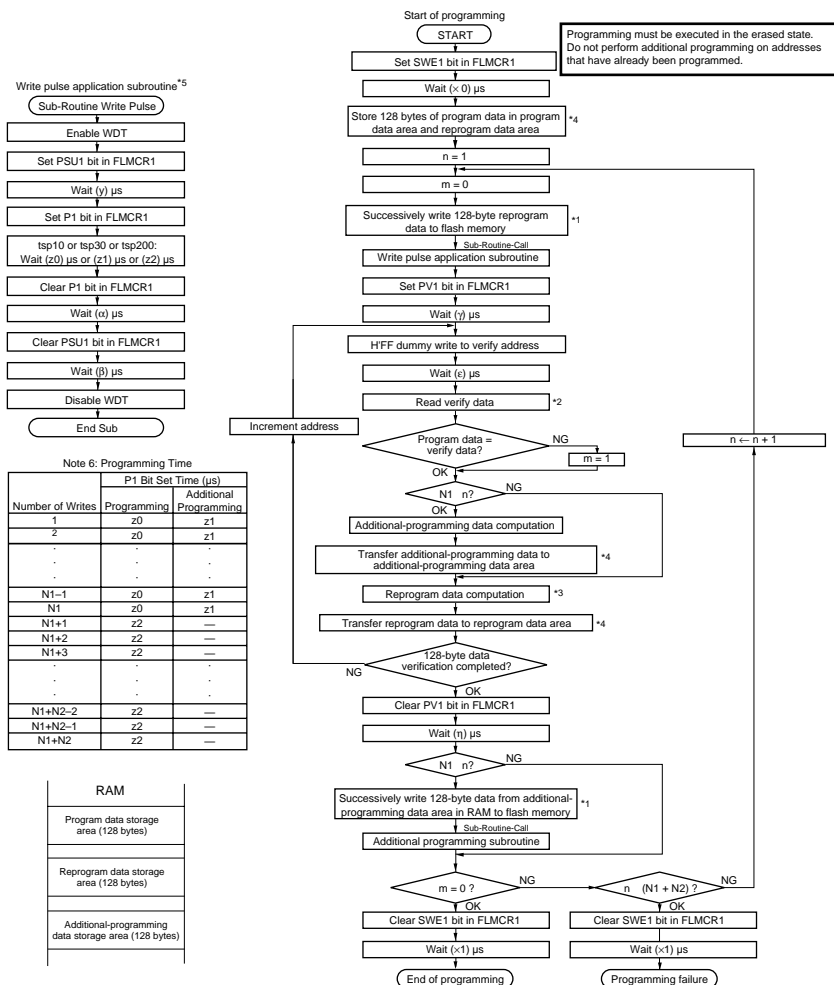 Start of programming
START
Programming must be executed in the erased state.
Do not perform additional programming on addresses
that have already been programmed.
Set SWE1 bit in FLMCR1
Wait (× 0) µs
Store 128 bytes of program data in program
data area and reprogram data area
*4
n = 1
m = 0
Successively write 128-byte reprogram
data to flash memory
*1
Sub-Routine-Call
Write pulse application subroutine
Set PV1 bit in FLMCR1
Wait (γ) µs
H'FF dummy write to verify address
Wait (ε) µs
Read verify data
*2
Increment address
Program data =
verify data?
NG
m = 1
OK
n ← n + 1
N1 n?
NG
OK
Additional-programming data computation
Transfer additional-programming data to
additional-programming data area
*4
Reprogram data computation
*3
Transfer reprogram data to reprogram data area
*4
128-byte data
verification completed?
NG
OK
Clear PV1 bit in FLMCR1
Wait (η) µs
N1 n?
NG
OK
Successively write 128-byte data from additional-
programming data area in RAM to flash memory
*1
Sub-Routine-Call
Additional programming subroutine
m = 0 ?
NG
n (N1 + N2) ?
NG
OK
OK
Clear SWE1 bit in FLMCR1
Clear SWE1 bit in FLMCR1
Wait (×1) µs
Wait (×1) µs
End of programming
Programming failure
Write pulse application subroutine*5
Sub-Routine Write Pulse
Enable WDT
Set PSU1 bit in FLMCR1
Wait (y) µs
Set P1 bit in FLMCR1
tsp10 or tsp30 or tsp200:
Wait (z0) µs or (z1) µs or (z2) µs
Clear P1 bit in FLMCR1
Wait (α) µs
Clear PSU1 bit in FLMCR1
Wait (β) µs
Disable WDT
End Sub
Note 6: Programming Time
P1 Bit Set Time (µs)
Number of Writes Programming Additional Programming
1 z0 z1
2 z0 z1
. . .
. . .
. . .
N1–1 z0 z1
N1 z0 z1
N1+1 z2 —
N1+2 z2 —
N1+3 z2 —
. . .
. . .
. . .
N1+N2–2 z2 —
N1+N2–1 z2 —
N1+N2 z2 —
RAM
Program data storage
area (128 bytes)
Reprogram data storage
area (128 bytes)
Additional-programming
data storage area (128 bytes)